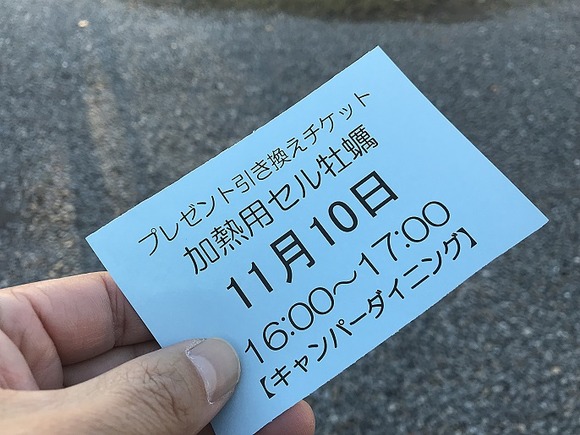 プレゼント引き換えチケット
加熱用セル牡蠣
11月10日
16:00〜17:00
【キャンパーダイニング】